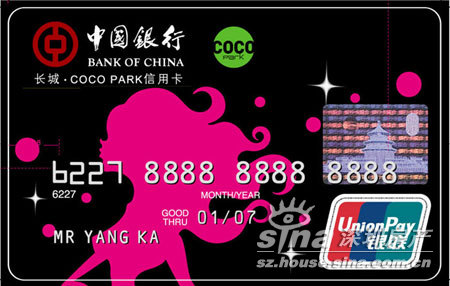 中国银行
BANK OF CHINA
长城·COCO PARK信用卡
COCO
PARK
6227 8888 8888 8888 8888
6227
MONTH/YEAR
GOOD THRU 01/07
MR YANG KA
UnionPay
银联
sina 深圳房产
sz.house.sina.com.cn